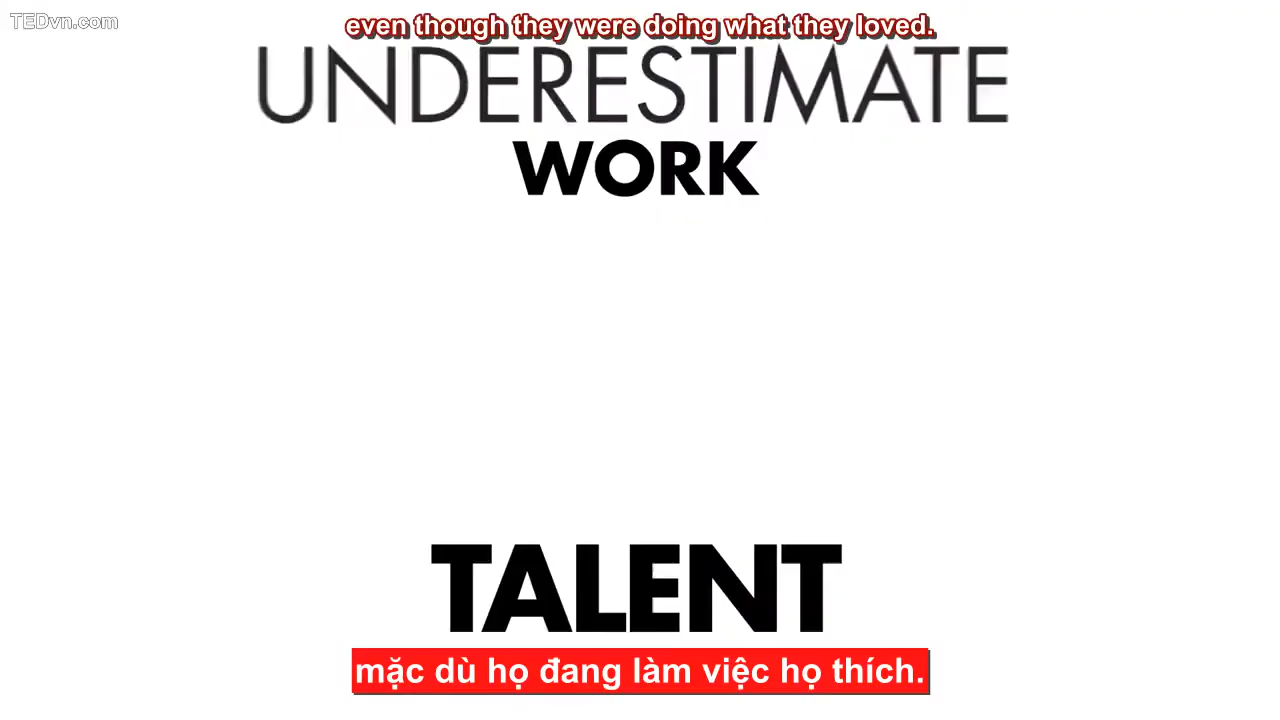 TEDvn.com
even though they were doing what they loved.
UNDERESTIMATE
WORK
TALENT
mặc dù họ đang làm việc họ thích.